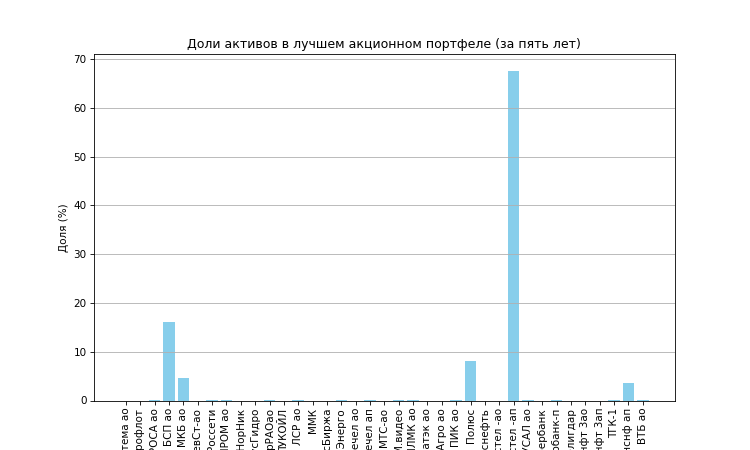 Доли активов в лучшем акционном портфеле (за пять лет)
Доля (%)
70
60
50
40
30
20
10
0
тема ао
рофлот
РОСА ао
БСП ао
МКБ ао
евСт-ао
Россети
ПРОМ ао
НорНик
сГидро
рРАОао
ЛУКОЙЛ
ЛСР ао
ММК
сБиржа
Энерго
ечел ао
ечел ап
МТС-ао
М.видео
ЛМК ао
атэк ао
Агро ао
ПИК ао
Полюс
снефть
стел -ао
стел -ап
УСАЛ ао
ербанк
рбанк-п
лигдар
нфт 3ао
нфт 3ап
ТГК-1
нснф ап
ВТБ ао